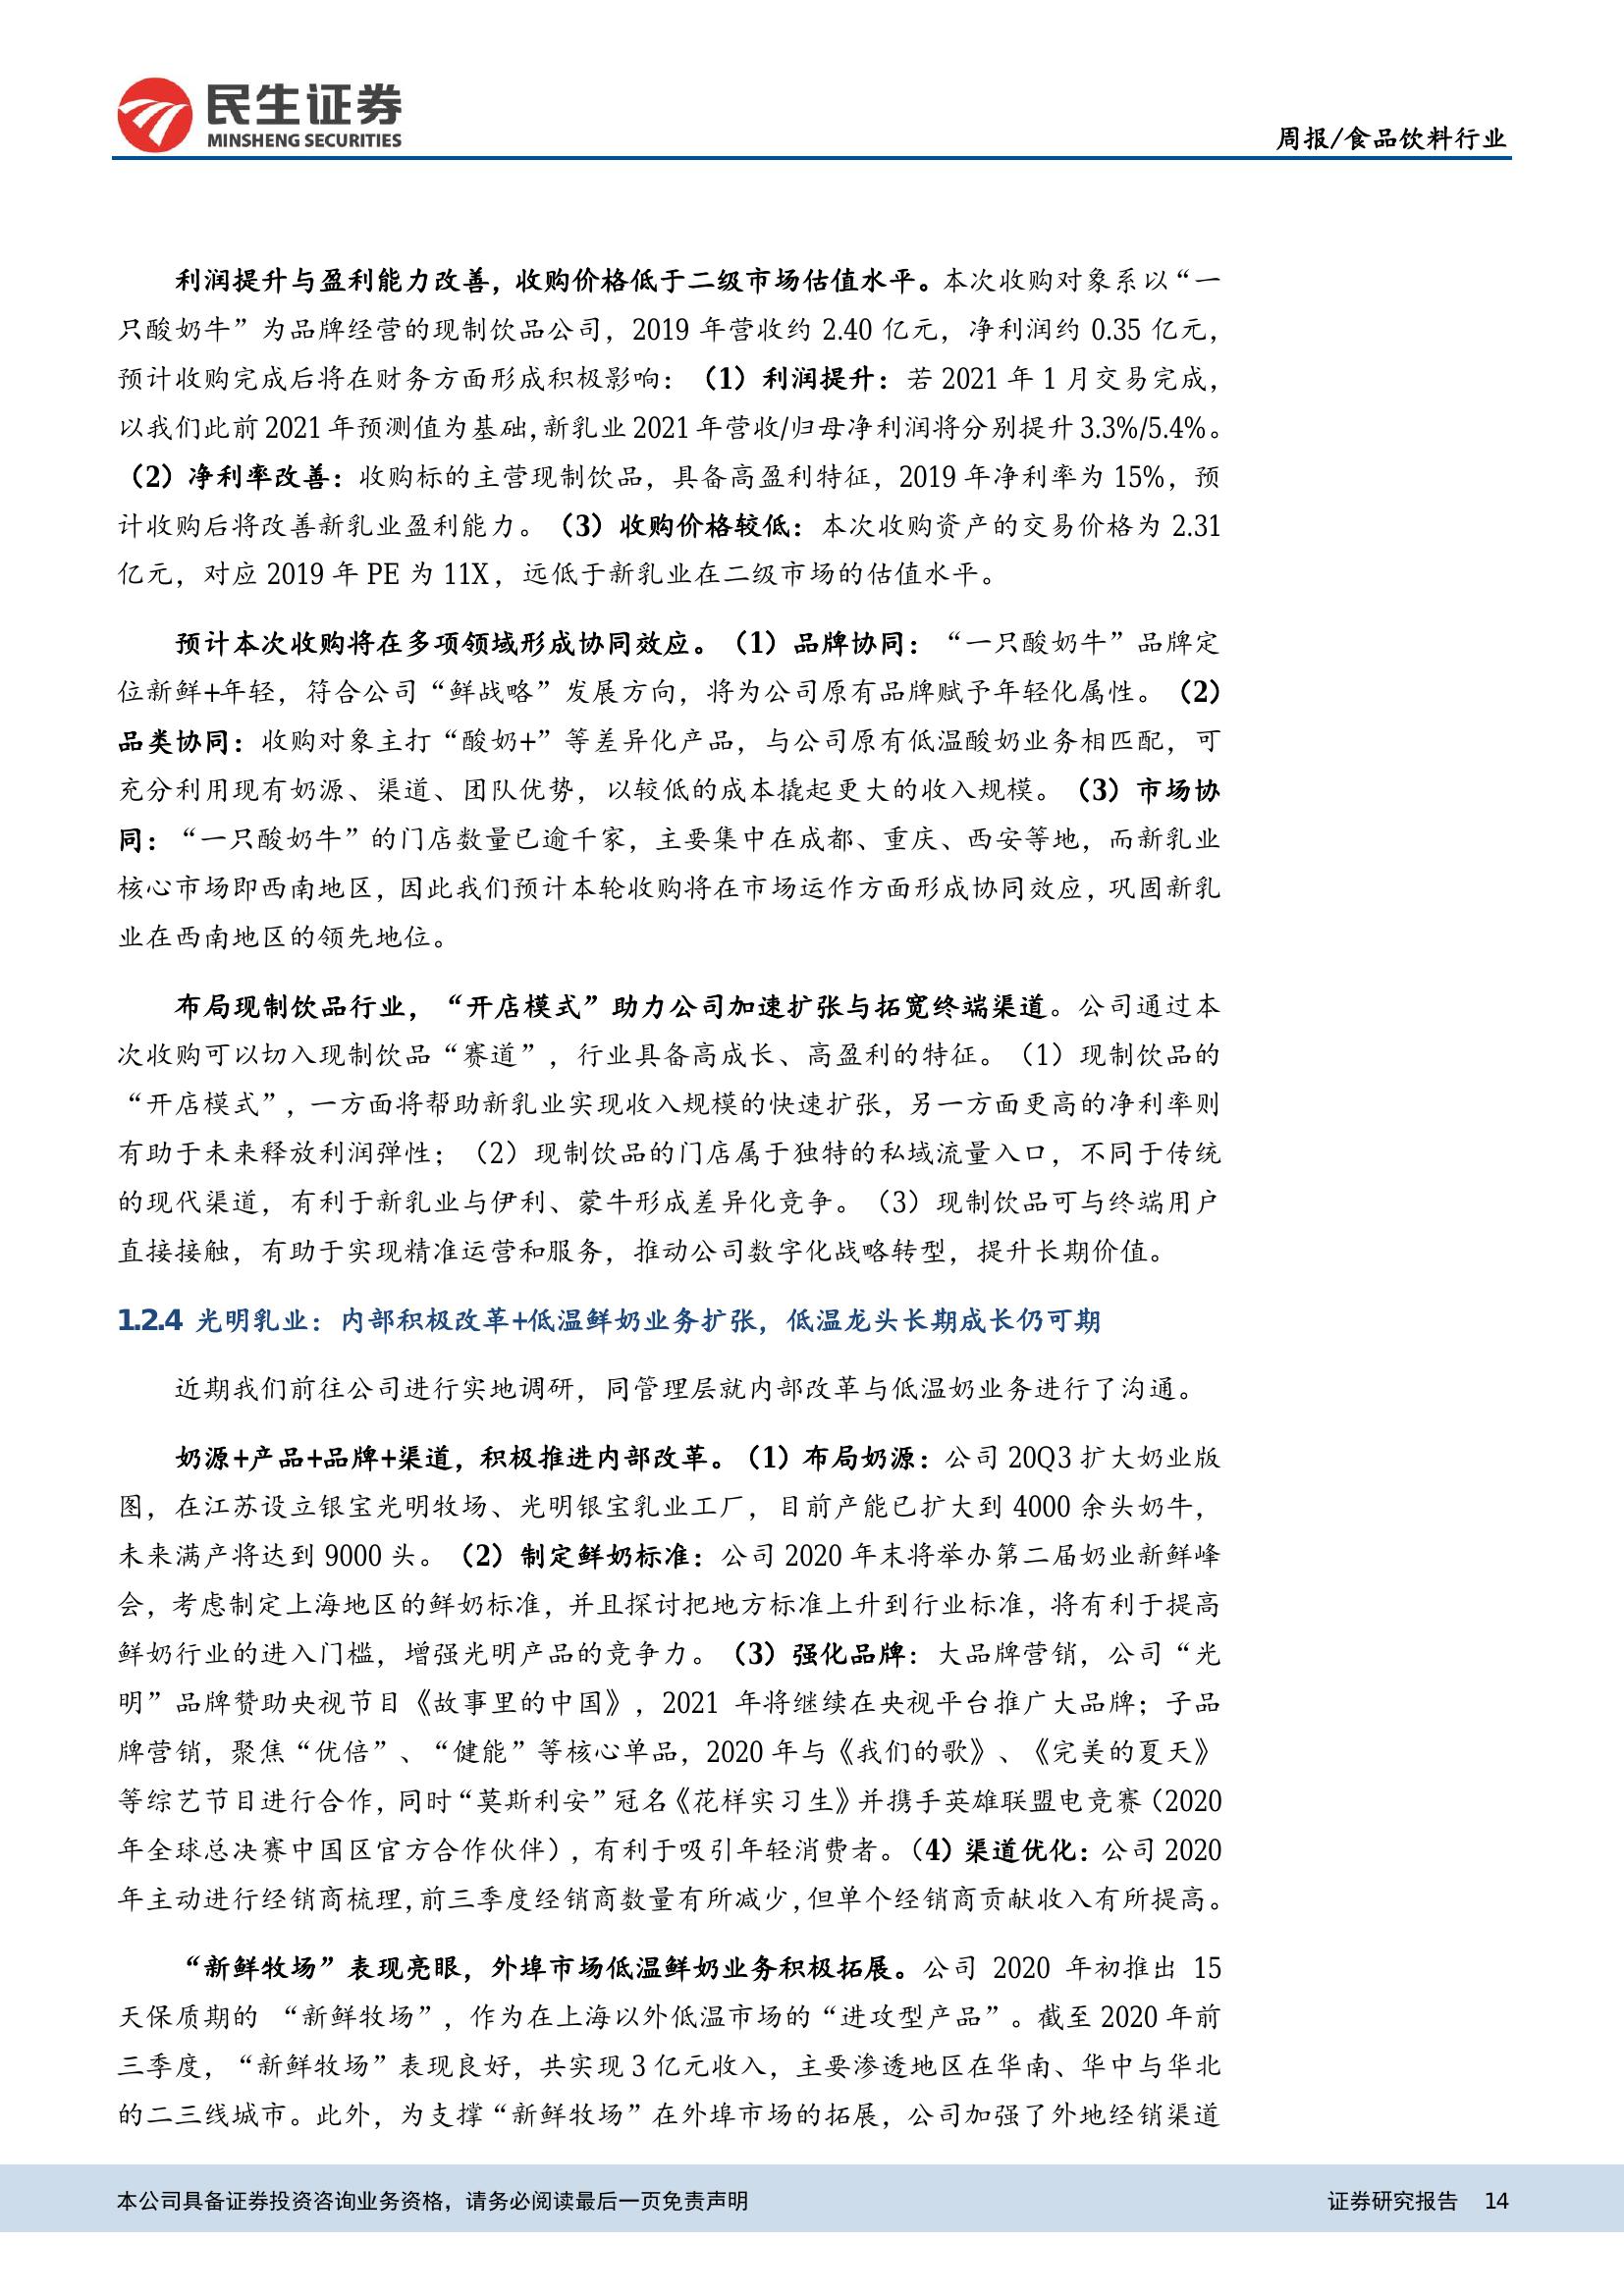 民生证券
MINSHENG SECURITIES
周报/食品饮料行业
利润提升与盈利能力改善，收购价格低于二级市场估值水平。本次收购对象系以“一
只酸奶牛”为品牌经营的现制饮品公司，2019 年营收约 2.40 亿元，净利润约 0.35 亿元，
预计收购完成后将在财务方面形成积极影响：（1）利润提升：若 2021 年 1 月交易完成，
以我们此前 2021 年预测值为基础，新乳业 2021 年营收/归母净利润将分别提升 3.3%/5.4%。
（2）净利率改善：收购标的主营现制饮品，具备高盈利特征，2019 年净利率为 15%，预
计收购后将改善新乳业盈利能力。（3）收购价格较低：本次收购资产的交易价格为 2.31
亿元，对应 2019 年 PE 为 11X，远低于新乳业在二级市场的估值水平。
预计本次收购将在多项领域形成协同效应。（1）品牌协同：“一只酸奶牛”品牌定
位新鲜+年轻，符合公司“鲜战略”发展方向，将为公司原有品牌赋予年轻化属性。（2）
品类协同：收购对象主打“酸奶+”等差异化产品，与公司原有低温酸奶业务相匹配，可
充分利用现有奶源、渠道、团队优势，以较低的成本撬起更大的收入规模。（3）市场协
同：“一只酸奶牛”的门店数量已逾千家，主要集中在成都、重庆、西安等地，而新乳业
核心市场即西南地区，因此我们预计本轮收购将在市场运作方面形成协同效应，巩固新乳
业在西南地区的领先地位。
布局现制饮品行业，“开店模式”助力公司加速扩张与拓宽终端渠道。公司通过本
次收购可以切入现制饮品“赛道”，行业具备高成长、高盈利的特征。（1）现制饮品的
“开店模式”，一方面将帮助新乳业实现收入规模的快速扩张，另一方面更高的净利率则
有助于未来释放利润弹性；（2）现制饮品的门店属于独特的私域流量入口，不同于传统
的现代渠道，有利于新乳业与伊利、蒙牛形成差异化竞争。（3）现制饮品可与终端用户
直接接触，有助于实现精准运营和服务，推动公司数字化战略转型，提升长期价值。
1.2.4 光明乳业：内部积极改革+低温鲜奶业务扩张，低温龙头长期成长仍可期
近期我们前往公司进行实地调研，同管理层就内部改革与低温奶业务进行了沟通。
奶源+产品+品牌+渠道，积极推进内部改革。（1）布局奶源：公司 20Q3 扩大奶业版
图，在江苏设立银宝光明牧场、光明银宝乳业工厂，目前产能已扩大到 4000 余头奶牛，
未来满产将达到 9000 头。（2）制定鲜奶标准：公司 2020 年末将举办第二届奶业新鲜峰
会，考虑制定上海地区的鲜奶标准，并且探讨把地方标准上升到行业标准，将有利于提高
鲜奶行业的进入门槛，增强光明产品的竞争力。（3）强化品牌：大品牌营销，公司“光
明”品牌赞助央视节目《故事里的中国》，2021 年将继续在央视平台推广大品牌；子品
牌营销，聚焦“优倍”、“健能”等核心单品，2020 年与《我们的歌》、《完美的夏天》
等综艺节目进行合作，同时“莫斯利安”冠名《花样实习生》并携手英雄联盟电竞赛（2020
年全球总决赛中国区官方合作伙伴），有利于吸引年轻消费者。（4）渠道优化：公司 2020
年主动进行经销商梳理，前三季度经销商数量有所减少，但单个经销商贡献收入有所提高。
“新鲜牧场”表现亮眼，外埠市场低温鲜奶业务积极拓展。公司 2020 年初推出 15
天保质期的 “新鲜牧场”，作为在上海以外低温市场的“进攻型产品”。截至 2020 年前
三季度，“新鲜牧场”表现良好，共实现 3 亿元收入，主要渗透地区在华南、华中与华北
的二三线城市。此外，为支撑“新鲜牧场”在外埠市场的拓展，公司加强了外地经销渠道
本公司具备证券投资咨询业务资格，请务必阅读最后一页免责声明
证券研究报告 14